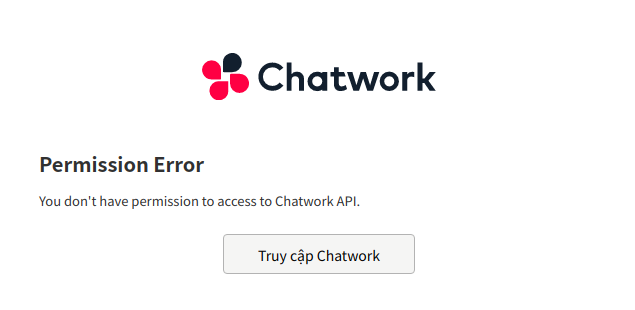 Chatwork
Permission Error
You don't have permission to access to Chatwork API.
Truy cập Chatwork